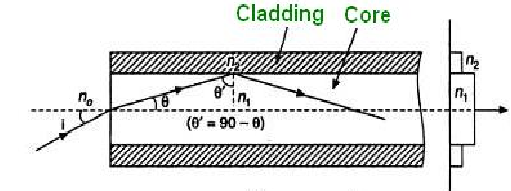 Cladding Core
n₂
n₂
n₀
θ
θ'
n₁
n₁
i
(θ' = 90 – θ)